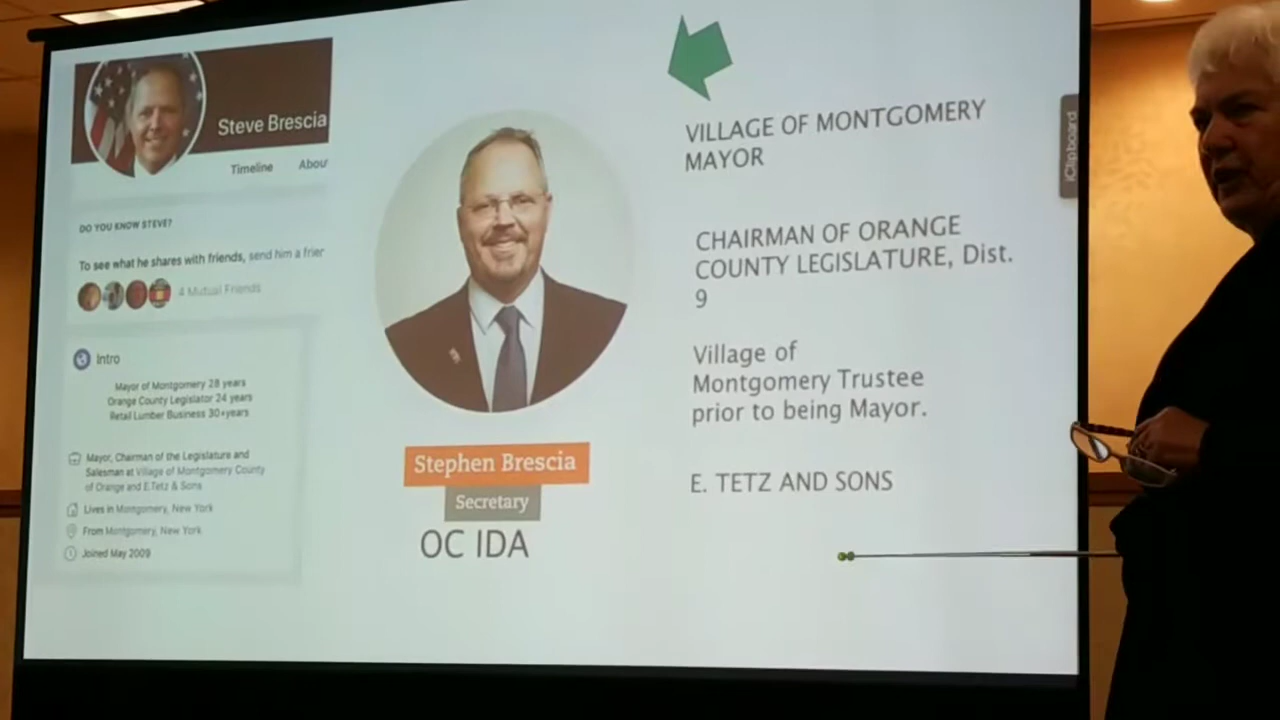 Steve Brescia
Timeline
Abou
DO YOU KNOW STEVE?
To see what he shares with friends, send him a frier
4 Mutual Friends
Intro
Mayor of Montgomery 28 years
Orange County Legislator 24 years
Retail Lumber Business 30+years
Mayor, Chairman of the Legislature and
Salesman at Village of Montgomery County
of Orange and E.Tetz & Sons
Lives in Montgomery, New York
From Montgomery, New York
Joined May 2009
Stephen Brescia
Secretary
OC IDA
VILLAGE OF MONTGOMERY
MAYOR
CHAIRMAN OF ORANGE
COUNTY LEGISLATURE, Dist.
9
Village of
Montgomery Trustee
prior to being Mayor.
E. TETZ AND SONS
iClipboard